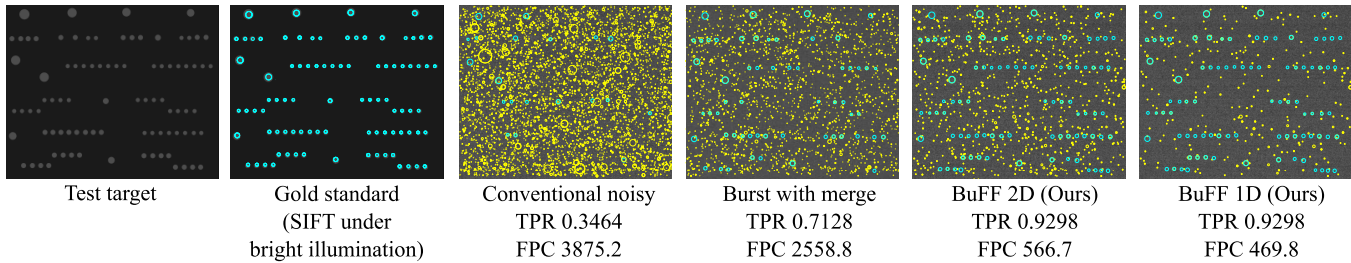 Test target
Gold standard
(SIFT under
bright illumination)
Conventional noisy
TPR 0.3464
FPC 3875.2
Burst with merge
TPR 0.7128
FPC 2558.8
BuFF 2D (Ours)
TPR 0.9298
FPC 566.7
BuFF 1D (Ours)
TPR 0.9298
FPC 469.8